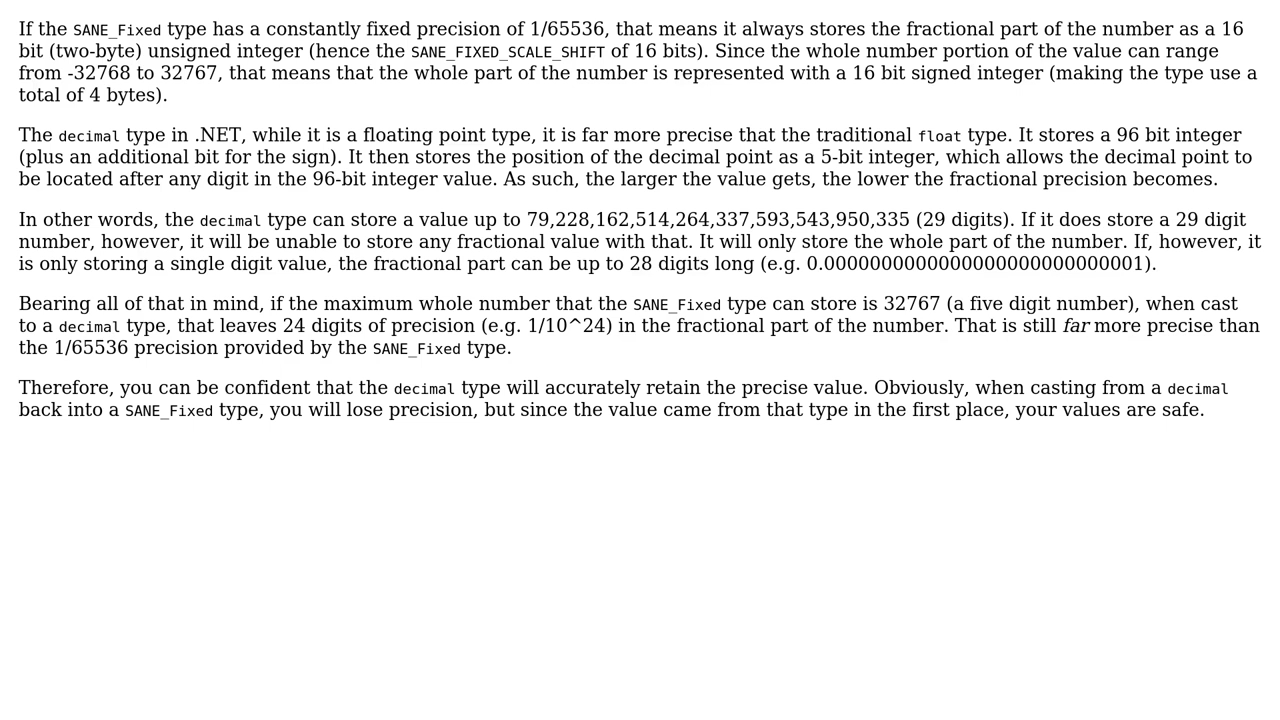 If the SANE_Fixed type has a constantly fixed precision of 1/65536, that means it always stores the fractional part of the number as a 16
bit (two-byte) unsigned integer (hence the SANE_FIXED_SCALE_SHIFT of 16 bits). Since the whole number portion of the value can range
from -32768 to 32767, that means that the whole part of the number is represented with a 16 bit signed integer (making the type use a
total of 4 bytes).
The decimal type in .NET, while it is a floating point type, it is far more precise that the traditional float type. It stores a 96 bit integer
(plus an additional bit for the sign). It then stores the position of the decimal point as a 5-bit integer, which allows the decimal point to
be located after any digit in the 96-bit integer value. As such, the larger the value gets, the lower the fractional precision becomes.
In other words, the decimal type can store a value up to 79,228,162,514,264,337,593,543,950,335 (29 digits). If it does store a 29 digit
number, however, it will be unable to store any fractional value with that. It will only store the whole part of the number. If, however, it
is only storing a single digit value, the fractional part can be up to 28 digits long (e.g. 0.0000000000000000000000000001).
Bearing all of that in mind, if the maximum whole number that the SANE_Fixed type can store is 32767 (a five digit number), when cast
to a decimal type, that leaves 24 digits of precision (e.g. 1/10^24) in the fractional part of the number. That is still far more precise than
the 1/65536 precision provided by the SANE_Fixed type.
Therefore, you can be confident that the decimal type will accurately retain the precise value. Obviously, when casting from a decimal
back into a SANE_Fixed type, you will lose precision, but since the value came from that type in the first place, your values are safe.